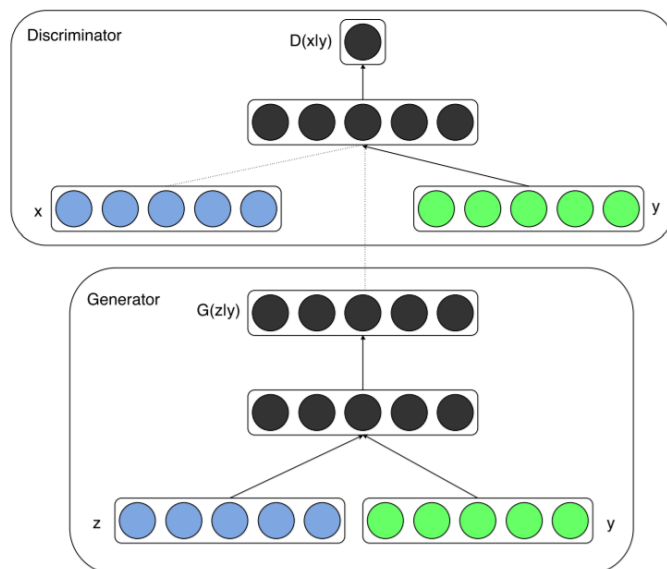 Discriminator
D(x|y)
x
y
Generator
G(z|y)
z
y